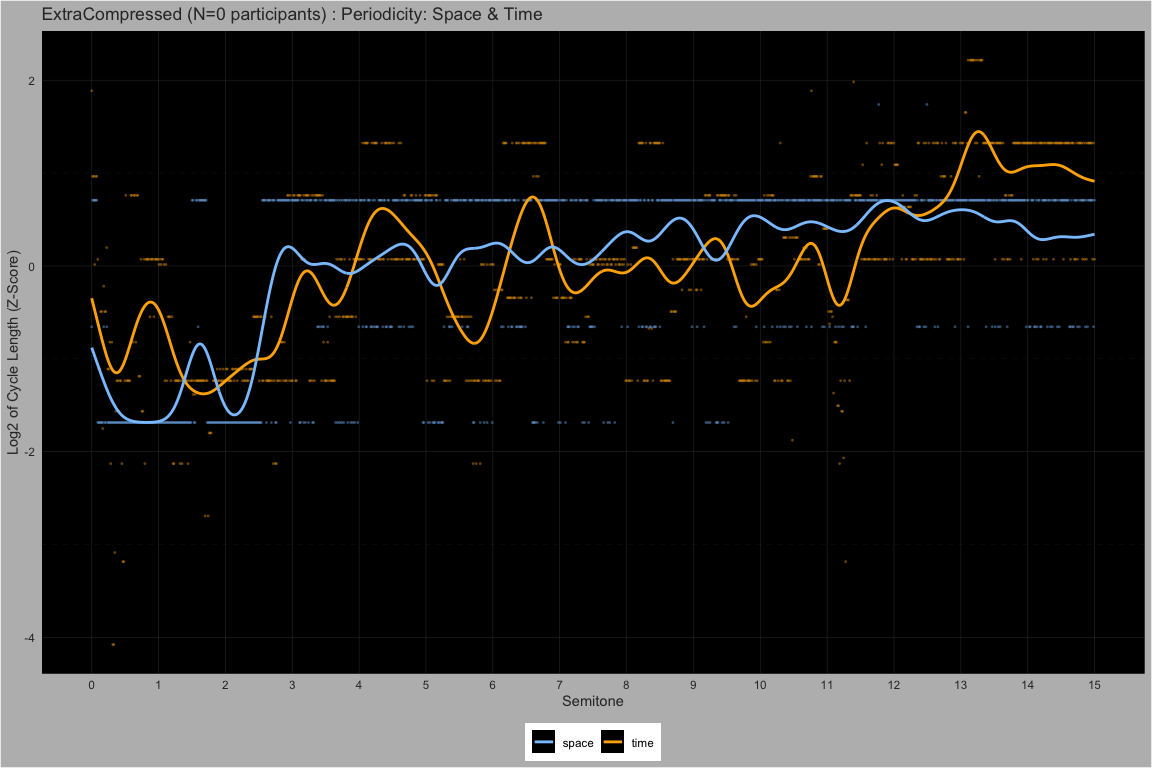 ExtraCompressed (N=0 participants) : Periodicity: Space & Time
Log2 of Cycle Length (Z-Score)
2
0
-2
-4
0 1 2 3 4 5 6 7 8 9 10 11 12 13 14 15
Semitone
space time